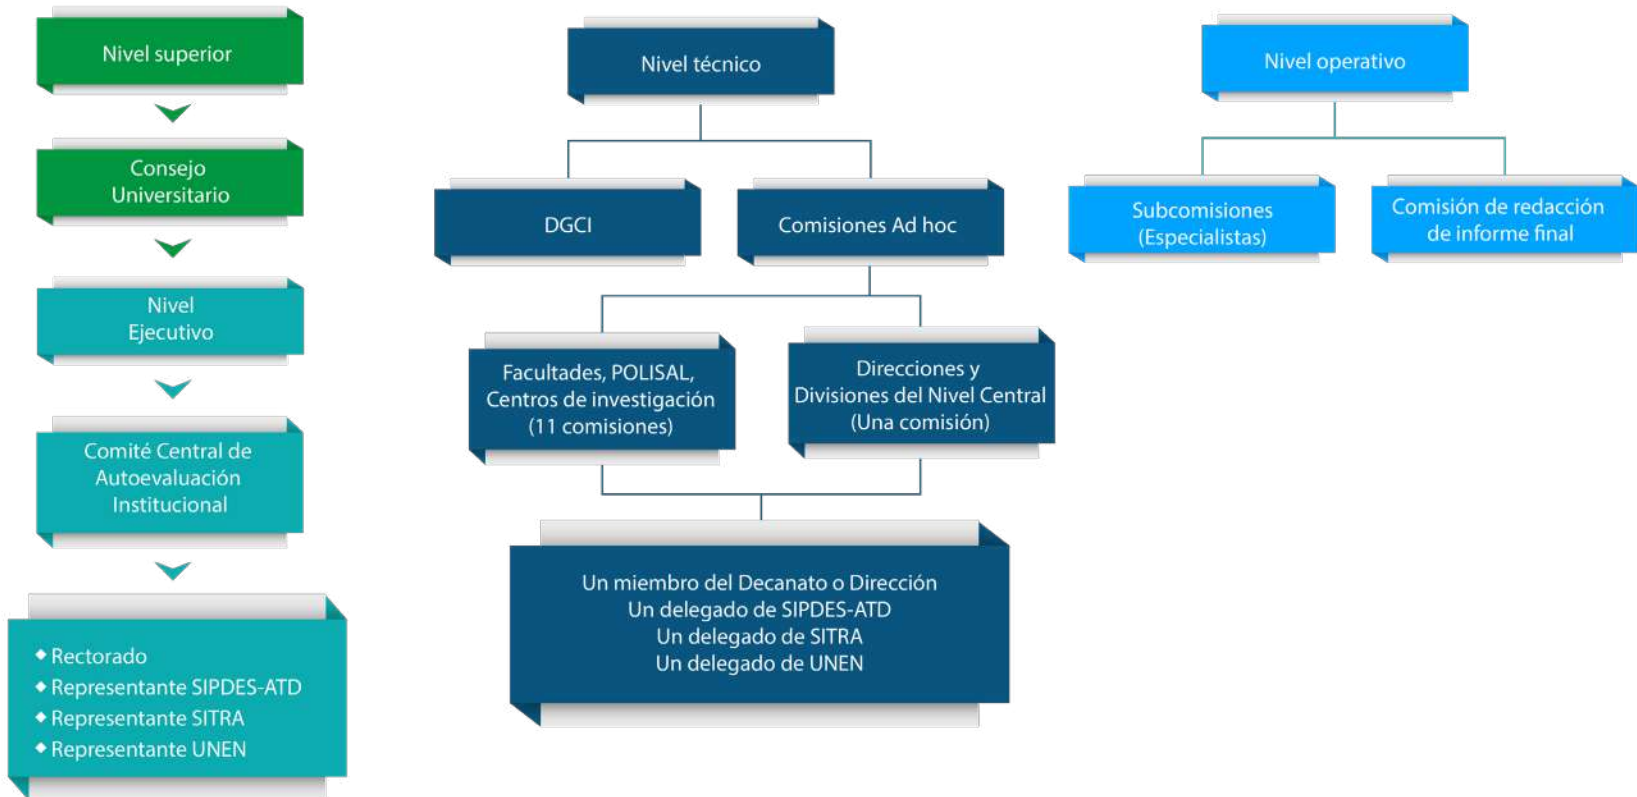 Nivel superior
Consejo
Universitario
Nivel
Ejecutivo
Comité Central de
Autoevaluación
Institucional
◆ Rectorado
◆ Representante SIPDES-ATD
◆ Representante SITRA
◆ Representante UNEN
Nivel técnico
DGCI
Comisiones Ad hoc
Facultades, POLISAL,
Centros de investigación
(11 comisiones)
Direcciones y
Divisiones del Nivel Central
(Una comisión)
Un miembro del Decanato o Dirección
Un delegado de SIPDES-ATD
Un delegado de SITRA
Un delegado de UNEN
Nivel operativo
Subcomisiones
(Especialistas)
Comisión de redacción
de informe final